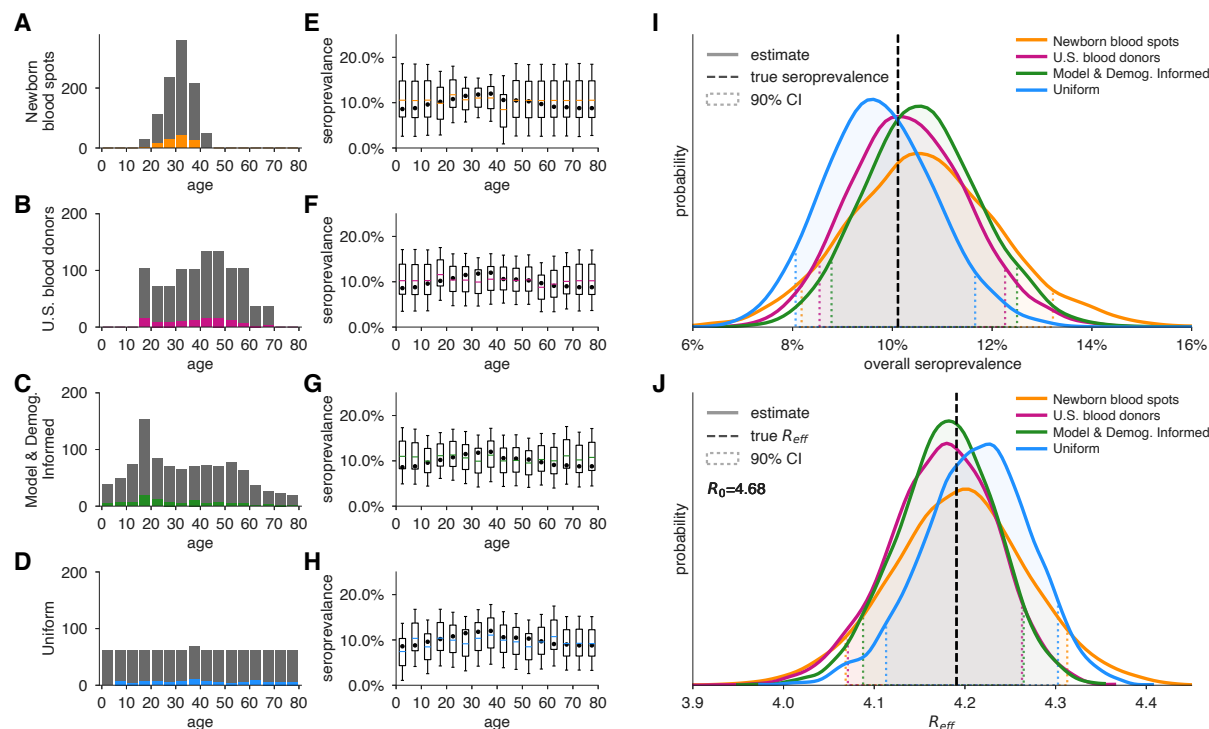 A
Newborn
blood spots
200
0
0 10 20 30 40 50 60 70 80
age
B
U.S. blood donors
200
100
0
0 10 20 30 40 50 60 70 80
age
C
Model & Demog.
Informed
200
100
0
0 10 20 30 40 50 60 70 80
age
D
Uniform
200
100
0
0 10 20 30 40 50 60 70 80
age
E
seroprevalance
20.0%
10.0%
0.0%
0 10 20 30 40 50 60 70 80
age
F
seroprevalance
20.0%
10.0%
0.0%
0 10 20 30 40 50 60 70 80
age
G
seroprevalance
20.0%
10.0%
0.0%
0 10 20 30 40 50 60 70 80
age
H
seroprevalance
20.0%
10.0%
0.0%
0 10 20 30 40 50 60 70 80
age
I
estimate
true seroprevalence
90% CI
Newborn blood spots
U.S. blood donors
Model & Demog. Informed
Uniform
probability
6% 8% 10% 12% 14% 16%
overall seroprevalence
J
estimate
true R_eff
90% CI
R₀=4.68
Newborn blood spots
U.S. blood donors
Model & Demog. Informed
Uniform
probability
3.9 4.0 4.1 4.2 4.3 4.4
R_eff